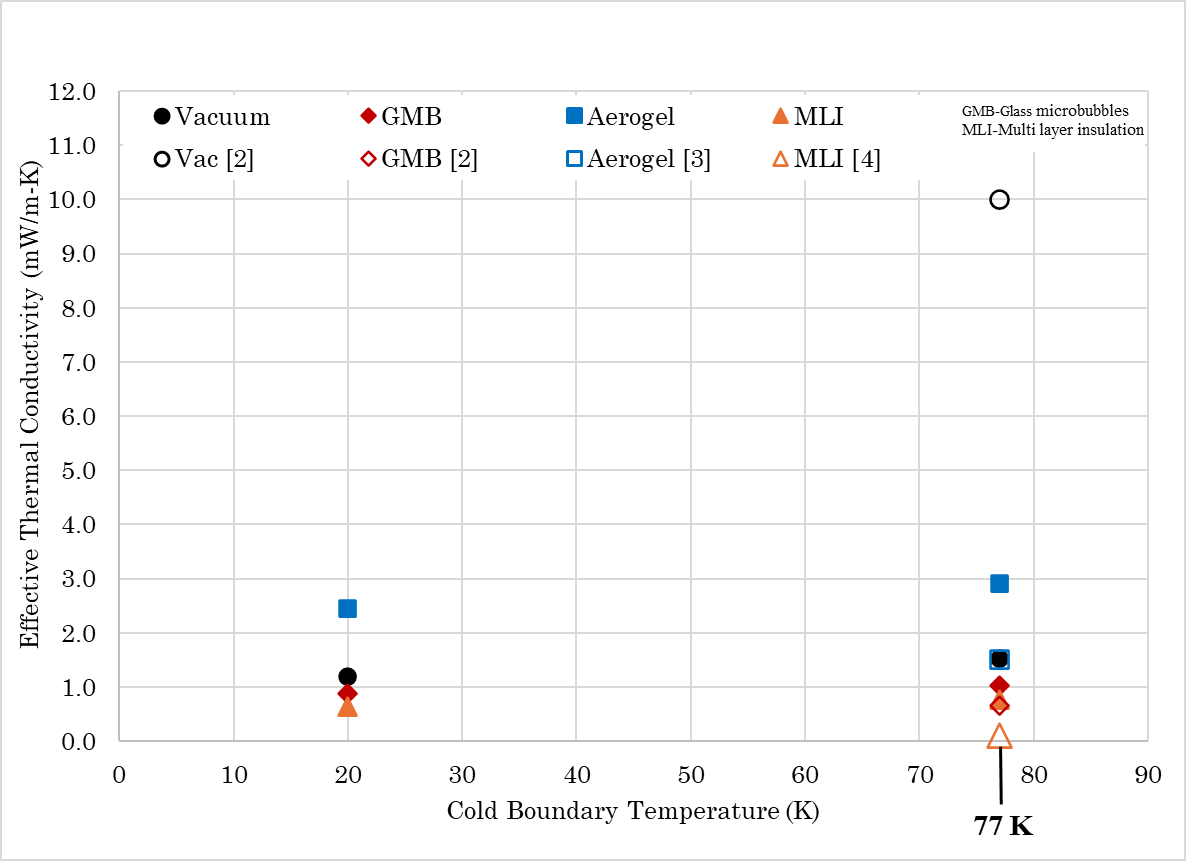 12.0
11.0
10.0
9.0
8.0
7.0
6.0
5.0
4.0
3.0
2.0
1.0
0.0
Effective Thermal Conductivity (mW/m-K)
Vacuum GMB Aerogel MLI
Vac [2] GMB [2] Aerogel [3] MLI [4]
GMB-Glass microbubbles
MLI-Multi layer insulation
0 10 20 30 40 50 60 70 80 90
Cold Boundary Temperature (K)
77 K